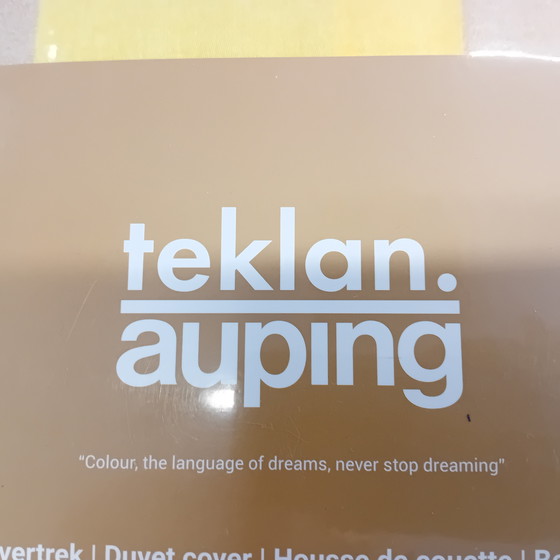 teklan.
auping
“Colour, the language of dreams, never stop dreaming”
vertrek | Duvet cover | Housse de couette |